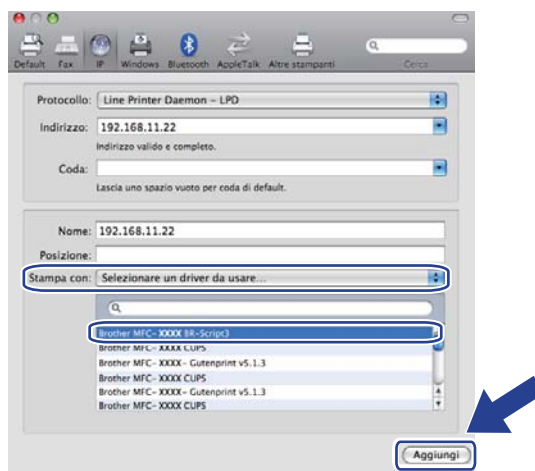 Default Fax IP Windows Bluetooth AppleTalk Altre stampanti Cerca
Protocollo: Line Printer Daemon – LPD
Indirizzo: 192.168.11.22
Indirizzo valido e completo.
Coda:
Lascia uno spazio vuoto per coda di default.
Nome: 192.168.11.22
Posizione:
Stampa con: Selezionare un driver da usare...
Brother MFC- XXXX BR-Script3
Brother MFC- XXXX CUPS
Brother MFC- XXXX- Gutenprint v5.1.3
Brother MFC- XXXX CUPS
Brother MFC- XXXX- Gutenprint v5.1.3
Brother MFC- XXXX CUPS
Aggiungi